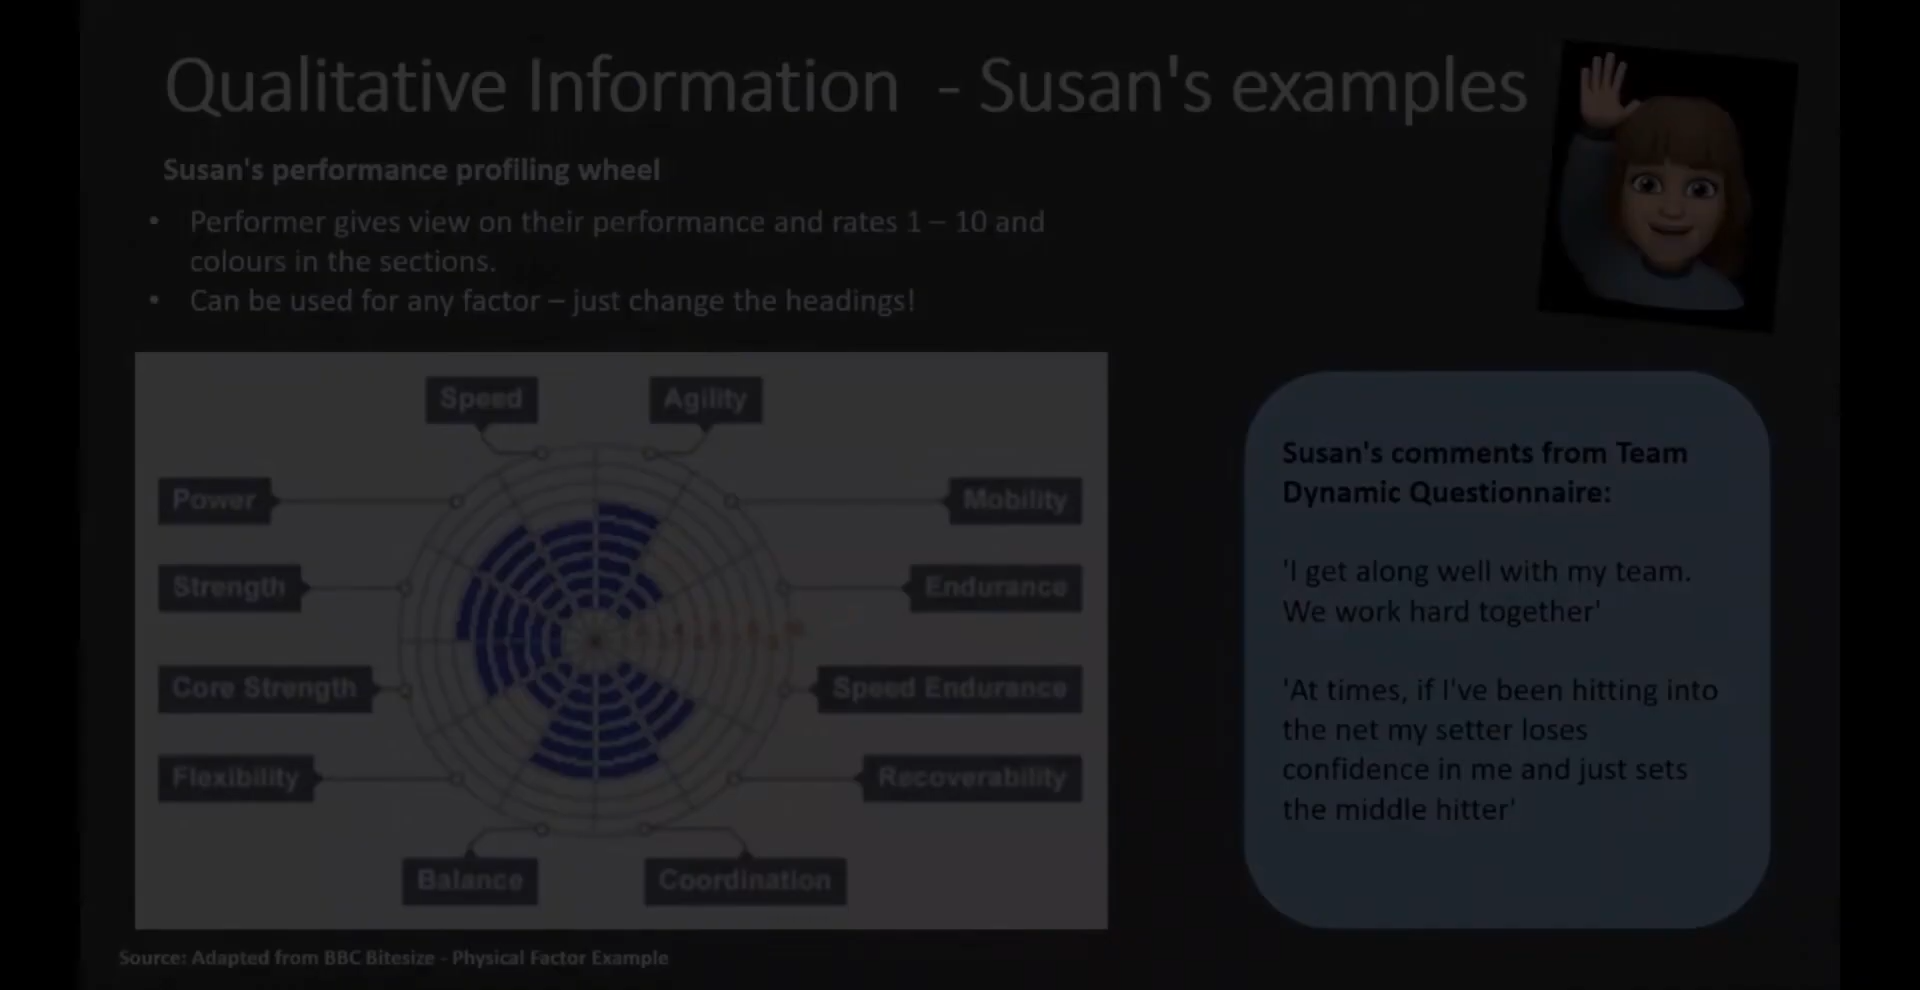 Qualitative Information - Susan's examples
Susan's performance profiling wheel
• Performer gives view on their performance and rates 1 – 10 and
colours in the sections.
• Can be used for any factor – just change the headings!
Speed
Agility
Power
Mobility
Strength
Endurance
Core Strength
Speed Endurance
Flexibility
Recoverability
Balance
Coordination
Susan's comments from Team
Dynamic Questionnaire:
'I get along well with my team.
We work hard together'
'At times, if I've been hitting into
the net my setter loses
confidence in me and just sets
the middle hitter'
Source: Adapted from BBC Bitesize - Physical Factor Example